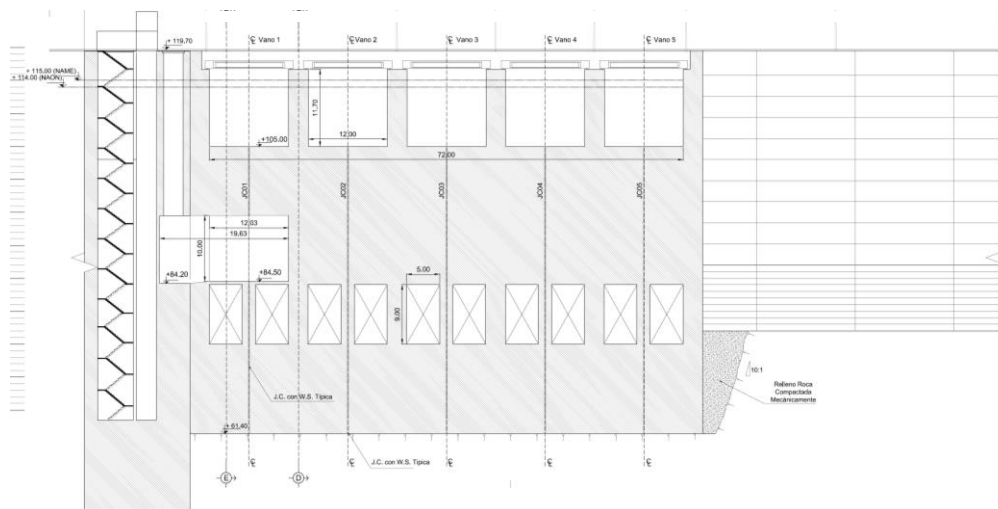 + 119,70
℄ Vano 1
℄ Vano 2
℄ Vano 3
℄ Vano 4
℄ Vano 5
+ 115.80 (NAME)
+ 114.00 (NAON)
11,70
12,00
+105.00
72,00
JC01
JC02
JC03
JC04
JC05
12,03
19,63
10,00
+84,20
+84,50
5.00
9,00
10:1
Relleno Roca
Compactada
Mecánicamente
J.C. con W.S. Típica
+ 61,40
J.C. con W.S. Típica
℄
℄
℄
℄
℄
E
D